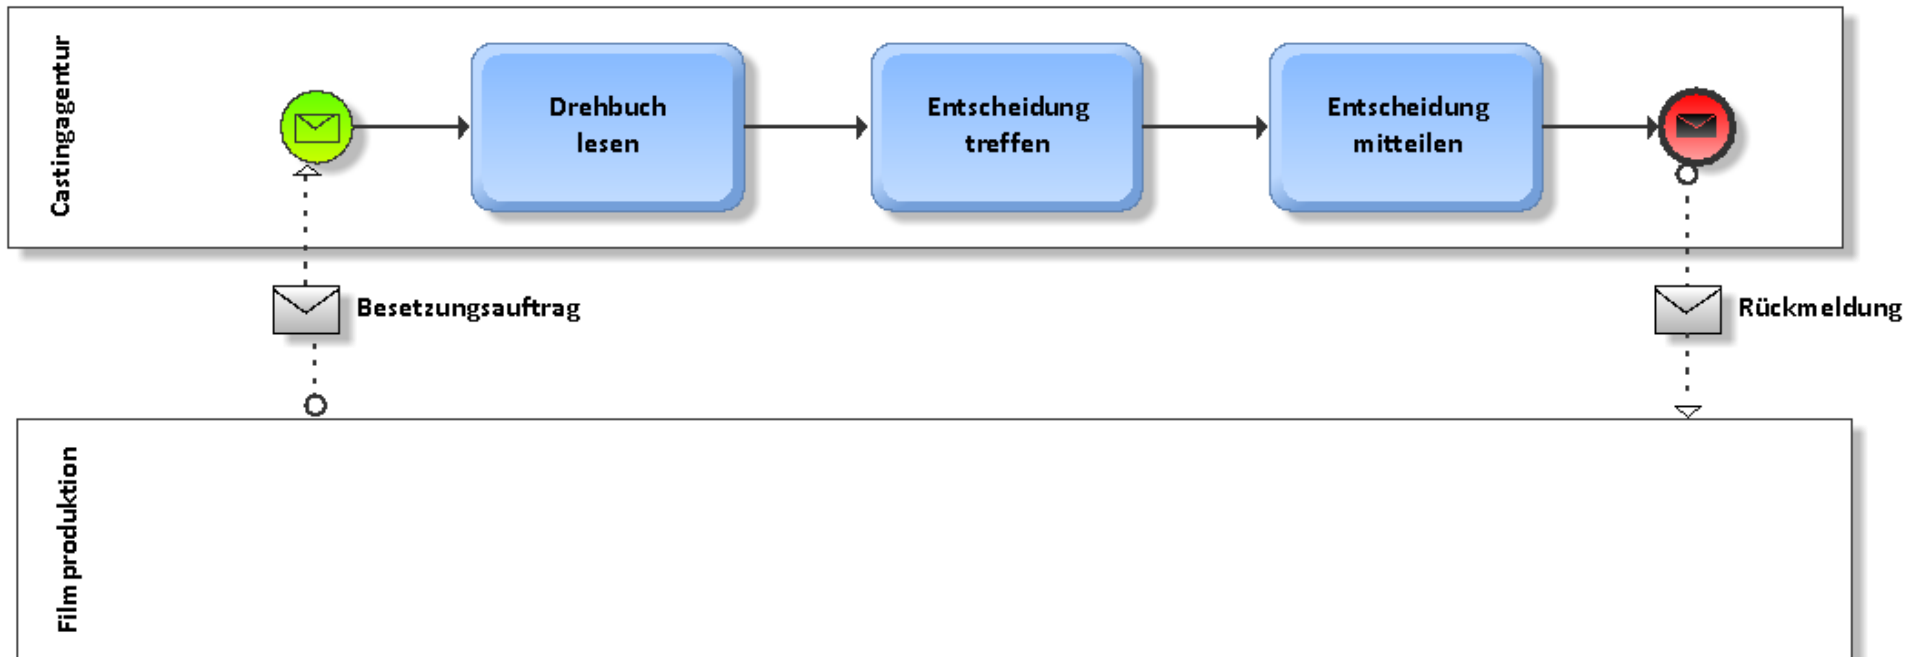 Castingagentur
Drehbuch
lesen
Entscheidung
treffen
Entscheidung
mitteilen
Besetzungsauftrag
Rückmeldung
Filmproduktion